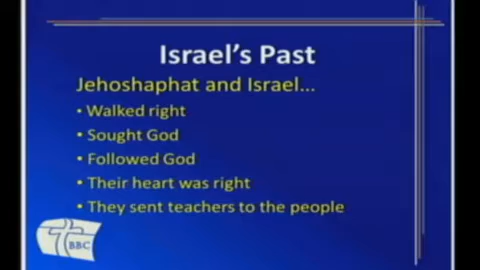 Israel's Past
Jehoshaphat and Israel...
• Walked right
• Sought God
• Followed God
• Their heart was right
• They sent teachers to the people
BBC